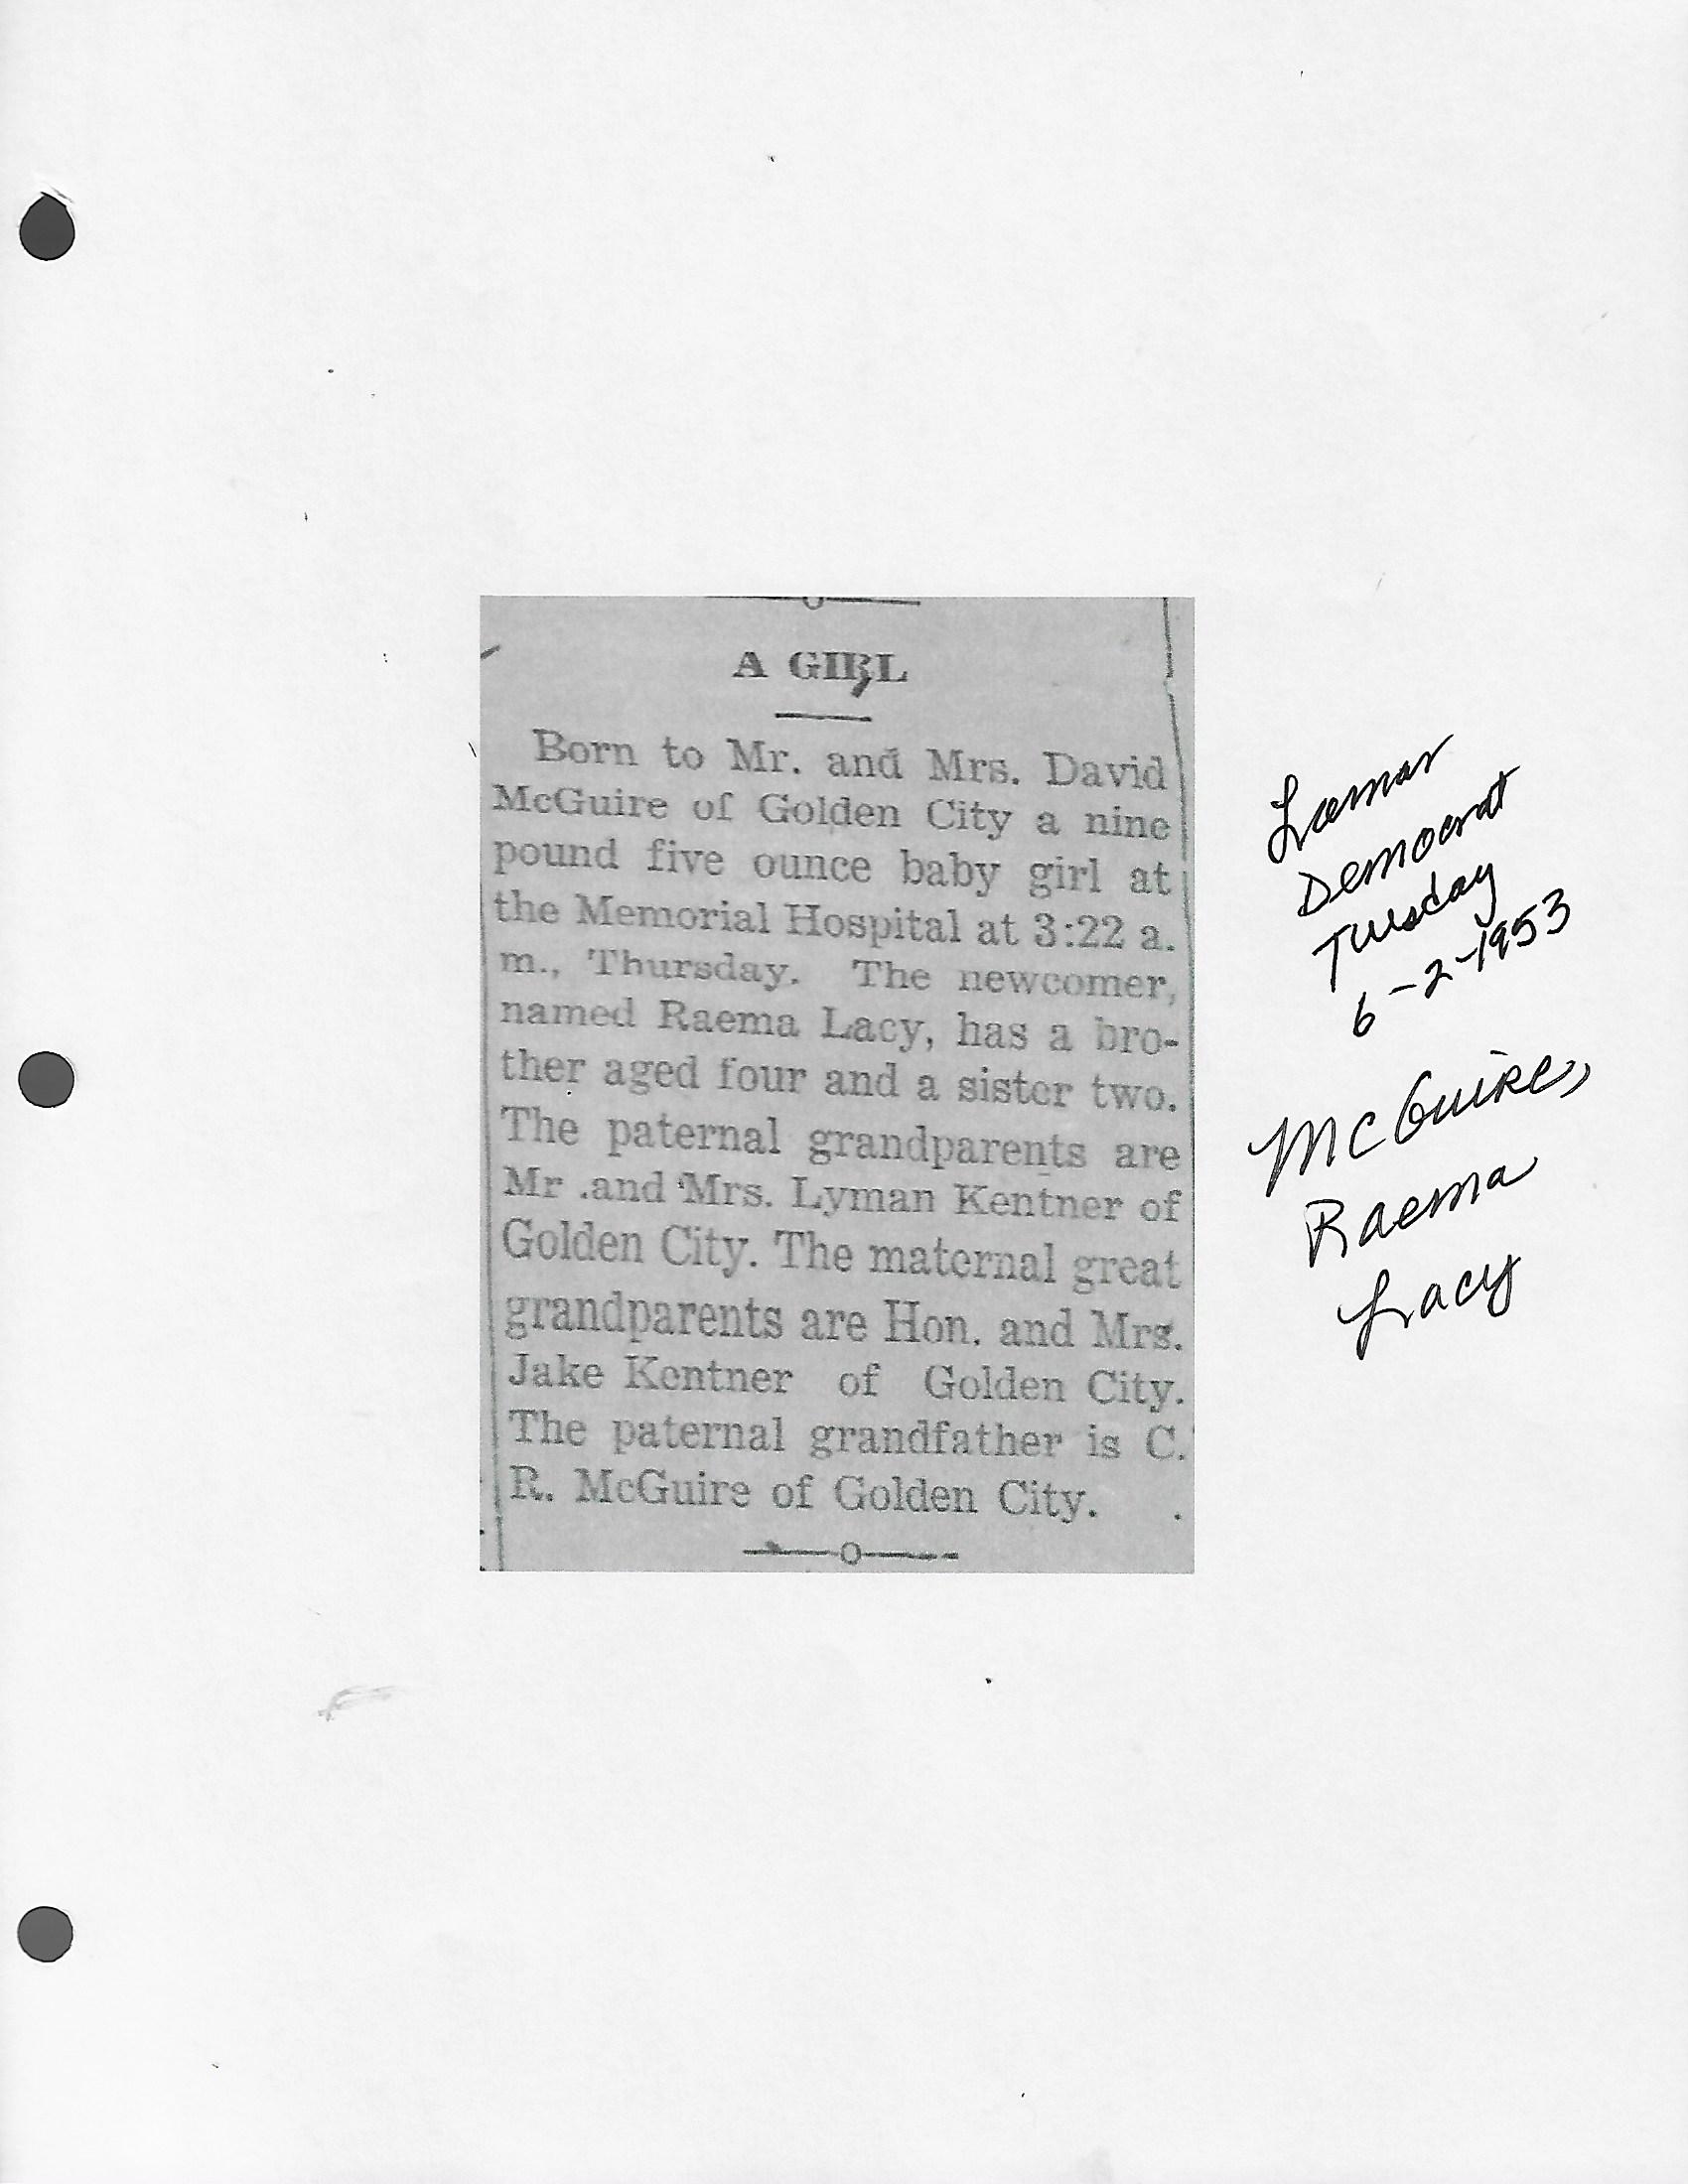 A GIRL
Born to Mr. and Mrs. David
McGuire of Golden City a nine
pound five ounce baby girl at
the Memorial Hospital at 3:22 a.
m., Thursday. The newcomer,
named Raema Lacy, has a bro-
ther aged four and a sister two.
The paternal grandparents are
Mr .and Mrs. Lyman Kentner of
Golden City. The maternal great
grandparents are Hon. and Mrs.
Jake Kentner of Golden City.
The paternal grandfather is C.
R. McGuire of Golden City.
Lamar
Democrat
Tuesday
6-2-1953
McGuire,
Raema
Lacy